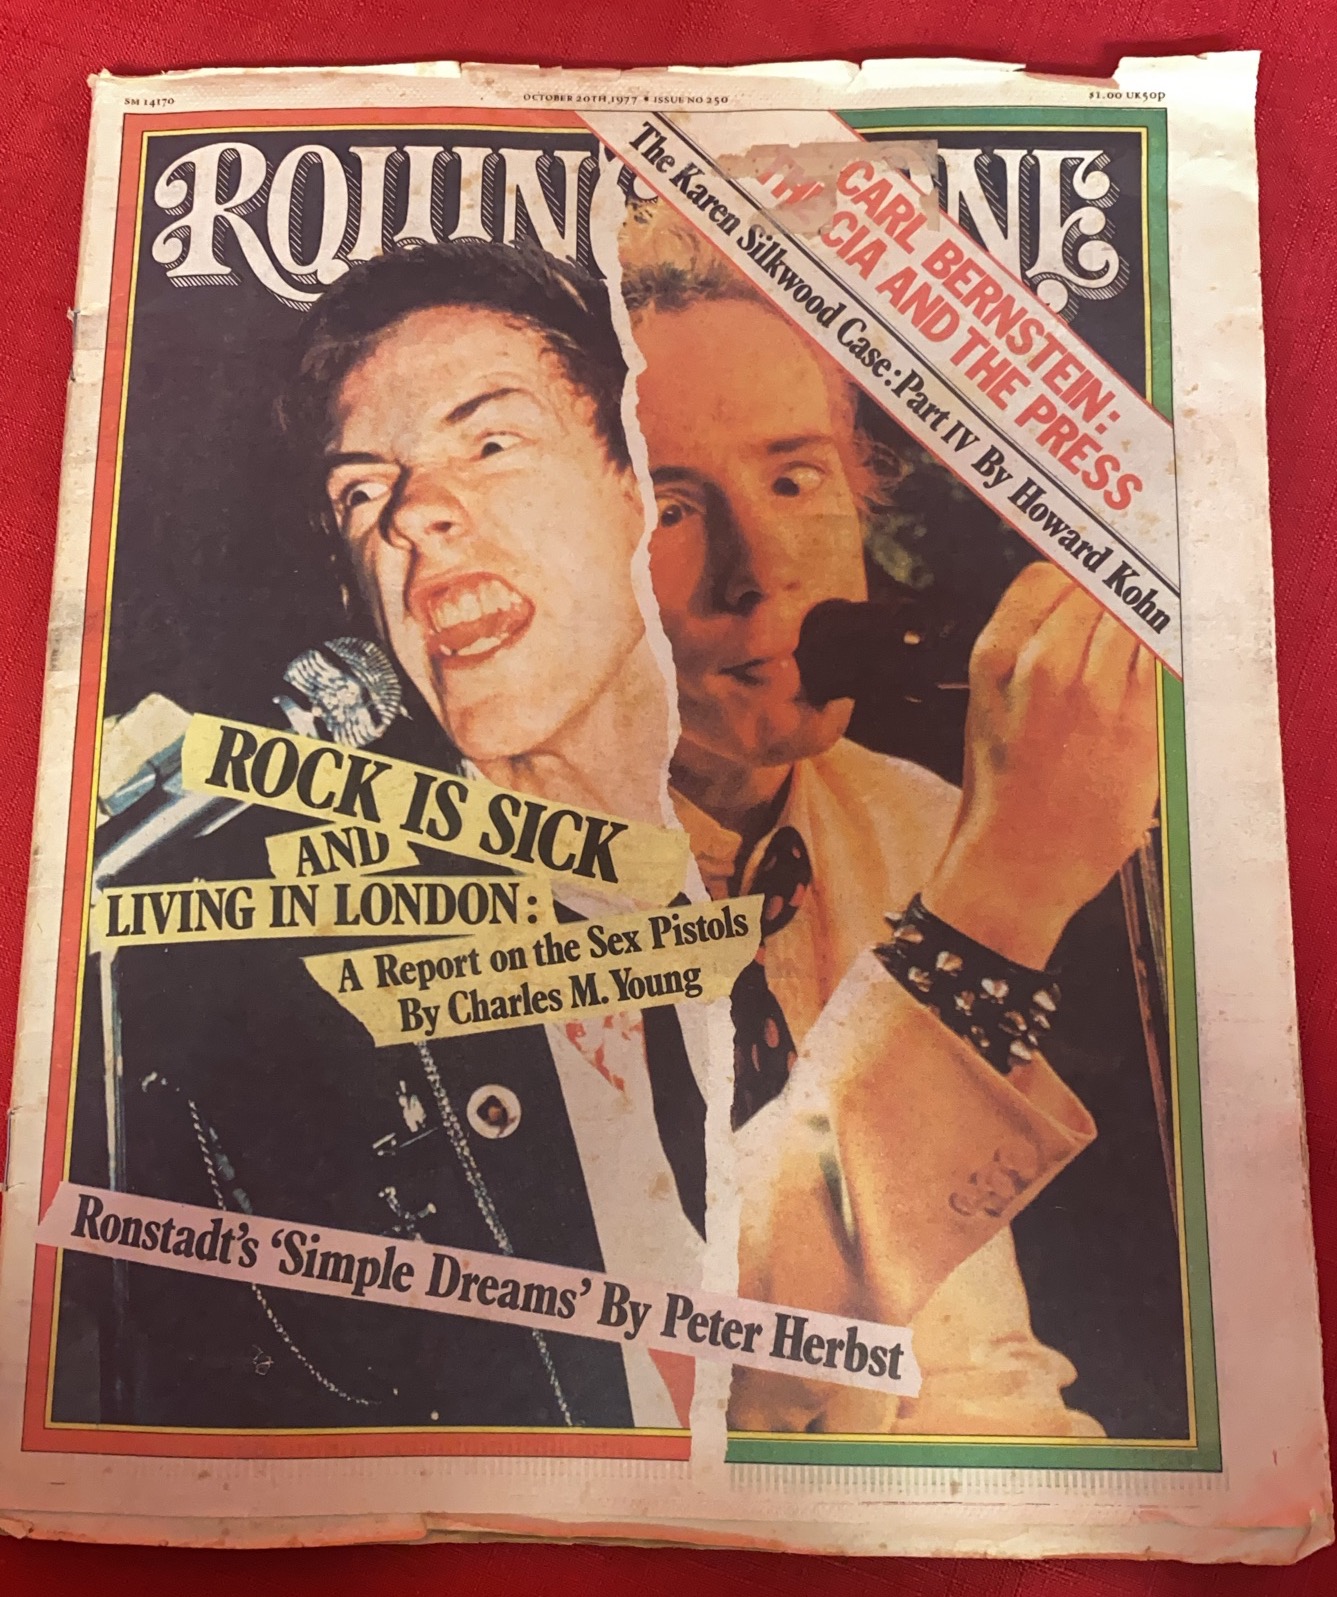 SM 14170
OCTOBER 20TH, 1977 • ISSUE NO 250
$1.00 UK50P
ROLLING
CARL BERNSTEIN:
THE CIA AND THE PRESS
The Karen Silkwood Case: Part IV By Howard Kohn
ROCK IS SICK
AND
LIVING IN LONDON:
A Report on the Sex Pistols
By Charles M. Young
Ronstadt's ‘Simple Dreams’ By Peter Herbst